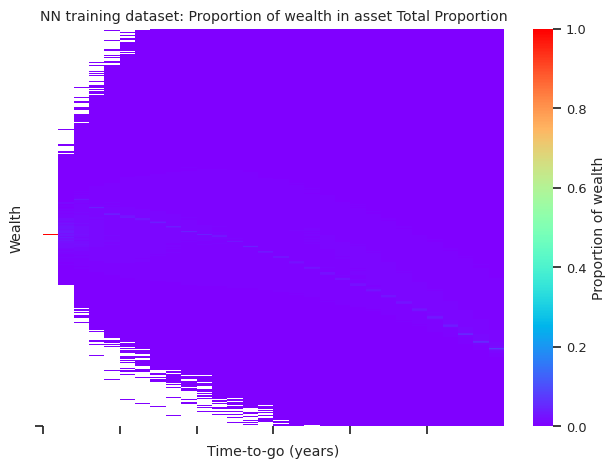 NN training dataset: Proportion of wealth in asset Total Proportion
Wealth
Time-to-go (years)
1.0
0.8
0.6
0.4
0.2
0.0
Proportion of wealth